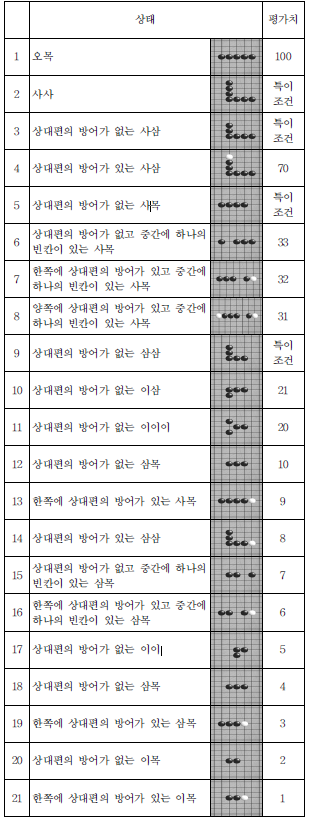 상태 평가치
1 오목 100
2 사사 특이
조건
3 상대편의 방어가 없는 사삼 특이
조건
4 상대편의 방어가 있는 사삼 70
5 상대편의 방어가 없는 사목 특이
조건
6 상대편의 방어가 없고 중간에 하나의
빈칸이 있는 사목 33
7 한쪽에 상대편의 방어가 있고 중간에
하나의 빈칸이 있는 사목 32
8 양쪽에 상대편의 방어가 있고 중간에
하나의 빈칸이 있는 사목 31
9 상대편의 방어가 없는 삼삼 특이
조건
10 상대편의 방어가 없는 이삼 21
11 상대편의 방어가 없는 이이이 20
12 상대편의 방어가 없는 삼목 10
13 한쪽에 상대편의 방어가 있는 사목 9
14 상대편의 방어가 있는 삼삼 8
15 상대편의 방어가 없고 중간에 하나의
빈칸이 있는 삼목 7
16 한쪽에 상대편의 방어가 있고 중간에
하나의 빈칸이 있는 삼목 6
17 상대편의 방어가 없는 이이 5
18 상대편의 방어가 없는 삼목 4
19 한쪽에 상대편의 방어가 있는 삼목 3
20 상대편의 방어가 없는 이목 2
21 한쪽에 상대편의 방어가 있는 이목 1